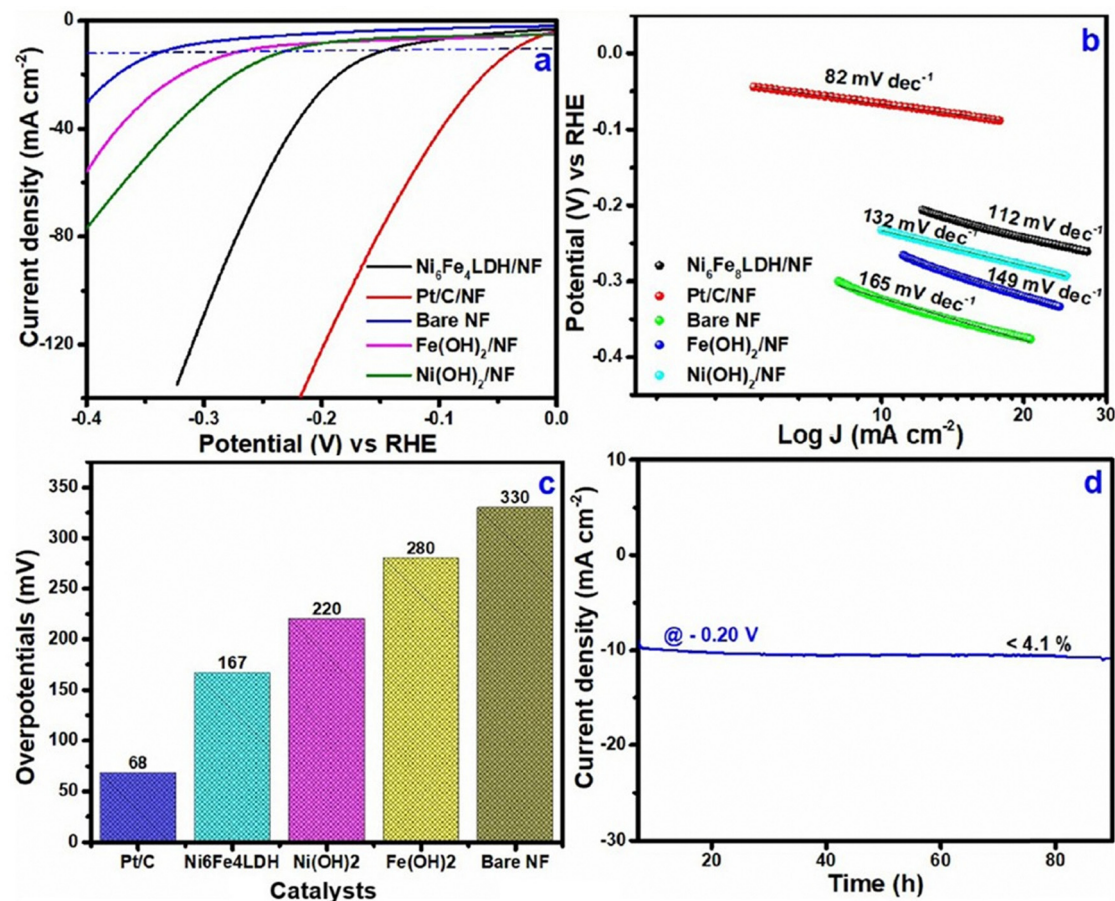 a
Current density (mA cm⁻²)
0
-40
-80
-120
Ni₆Fe₄LDH/NF
Pt/C/NF
Bare NF
Fe(OH)₂/NF
Ni(OH)₂/NF
-0.4
-0.3
-0.2
-0.1
0.0
Potential (V) vs RHE
b
Potential (V) vs RHE
0.0
-0.1
-0.2
-0.3
-0.4
82 mV dec⁻¹
112 mV dec⁻¹
132 mV dec⁻¹
149 mV dec⁻¹
165 mV dec⁻¹
Ni₆Fe₈LDH/NF
Pt/C/NF
Bare NF
Fe(OH)₂/NF
Ni(OH)₂/NF
10
20
30
Log J (mA cm⁻²)
c
Overpotentials (mV)
350
300
250
200
150
100
50
0
68
167
220
280
330
Pt/C
Ni6Fe4LDH
Ni(OH)2
Fe(OH)2
Bare NF
Catalysts
d
Current density (mA cm⁻²)
10
0
-10
-20
-30
@ - 0.20 V
< 4.1 %
20
40
60
80
Time (h)